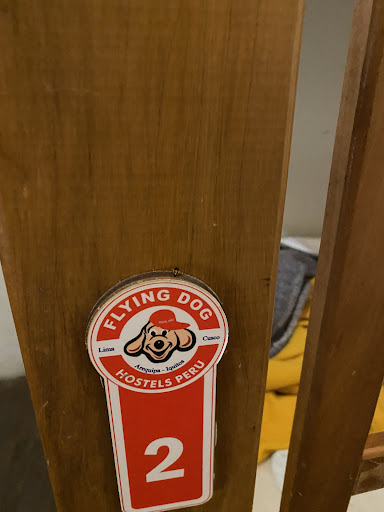 FLYING DOG
Lima
Cusco
Arequipa - Iquitos
HOSTELS PERU
2